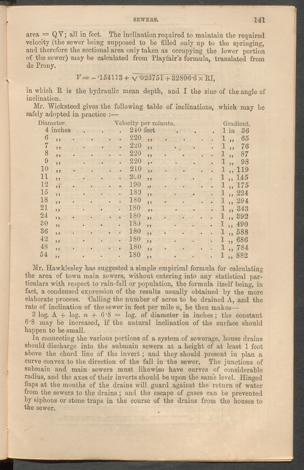 SEWERS. 141
area = QV; all in feet. The inclination required to maintain the required
velocity (the sewer being supposed to be filled only up to the springing,
and therefore the sectional area only taken as occupying the lower portion
of the sewer) may be calculated from Playfair's formula, translated from
de Prony.
V = - ·154113 + √·023751 + 32806·6 × RI,
in which R is the hydraulic mean depth, and I the sine of the angle of
inclination.
Mr. Wicksteed gives the following table of inclinations, which may be
safely adopted in practice :—
Diameter. Velocity per minute. Gradient.
4 inches . . . . 240 feet . . . 1 in 36
6 „ . . . . 220 „ . . . 1 „ 65
7 „ . . . . 220 „ . . . 1 „ 76
8 „ . . . . 220 „ . . . 1 „ 87
9 „ . . . . 220 „ . . . 1 „ 98
10 „ . . . . 210 „ . . . 1 „ 119
11 „ . . . . 200 „ . . . 1 „ 145
12 „ . . . . 190 „ . . . 1 „ 175
15 „ . . . . 180 „ . . . 1 „ 224
18 „ . . . . 180 „ . . . 1 „ 294
21 „ . . . . 180 „ . . . 1 „ 343
24 „ . . . . 180 „ . . . 1 „ 392
30 „ . . . . 180 „ . . . 1 „ 490
36 „ . . . . 180 „ . . . 1 „ 588
42 „ . . . . 180 „ . . . 1 „ 686
48 „ . . . . 180 „ . . . 1 „ 784
54 „ . . . . 180 „ . . . 1 „ 882
Mr. Hawklesley has suggested a simple empirical formula for calculating
the area of town main sewers, without entering into any statistical par-
ticulars with respect to rain-fall or population, the formula itself being, in
fact, a condensed expression of the results usually obtained by the more
elaborate process. Calling the number of acres to be drained A, and the
rate of inclination of the sewer in feet per mile n, he then makes—
3 log. A + log. n + 6·8 = log. of diameter in inches; the constant
6·8 may be increased, if the natural inclination of the surface should
happen to be small.
In connecting the various portions of a system of sewerage, house drains
should discharge into the submain sewers at a height of at least 1 foot
above the chord line of the invert; and they should present in plan a
curve convex to the direction of the fall in the sewer. The junctions of
submain and main sewers must likewise have curves of considerable
radius, and the axes of their inverts should be upon the same level. Hinged
flaps at the mouths of the drains will guard against the return of water
from the sewers to the drains; and the escape of gases can be prevented
by siphons or stone traps in the course of the drains from the houses to
the sewer.